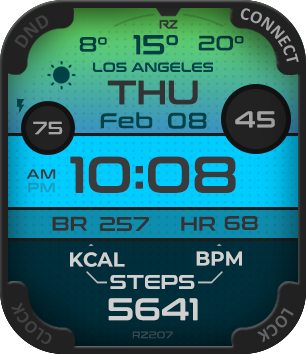 DND
RZ
CONNECT
8° 15° 20°
LOS ANGELES
THU
Feb 08
75
45
AM
PM
10:08
BR 257 HR 68
KCAL BPM
STEPS
5641
CLOCK
RZ207
LOCK